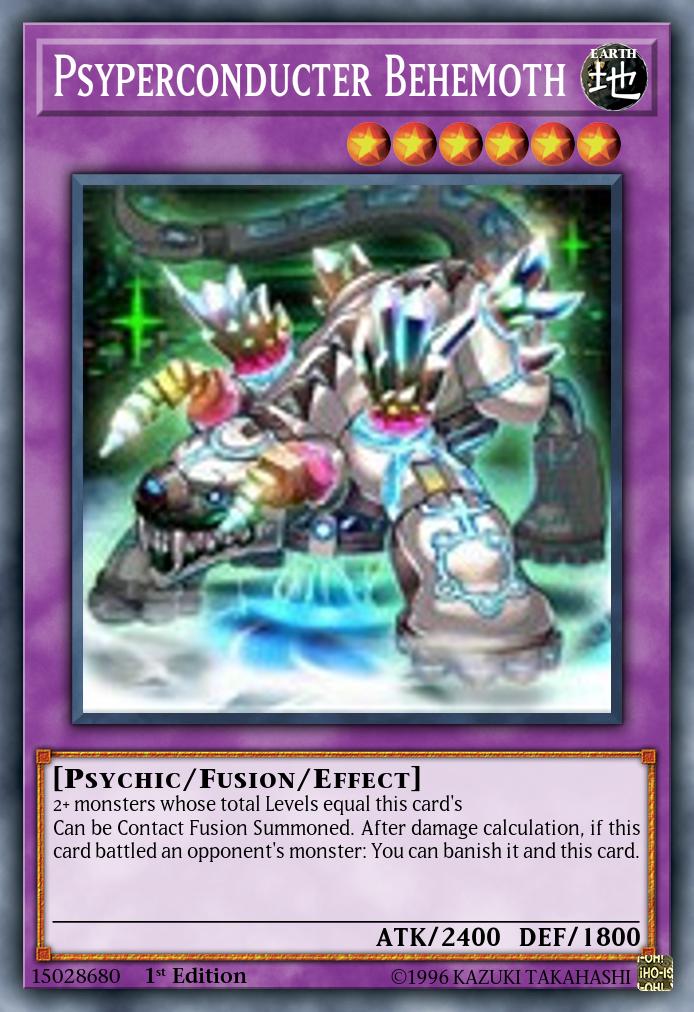 Psyperconducter Behemoth
EARTH
地
[Psychic/Fusion/Effect]
2+ monsters whose total Levels equal this card's
Can be Contact Fusion Summoned. After damage calculation, if this
card battled an opponent's monster: You can banish it and this card.
ATK/2400 DEF/1800
15028680 1st Edition ©1996 KAZUKI TAKAHASHI